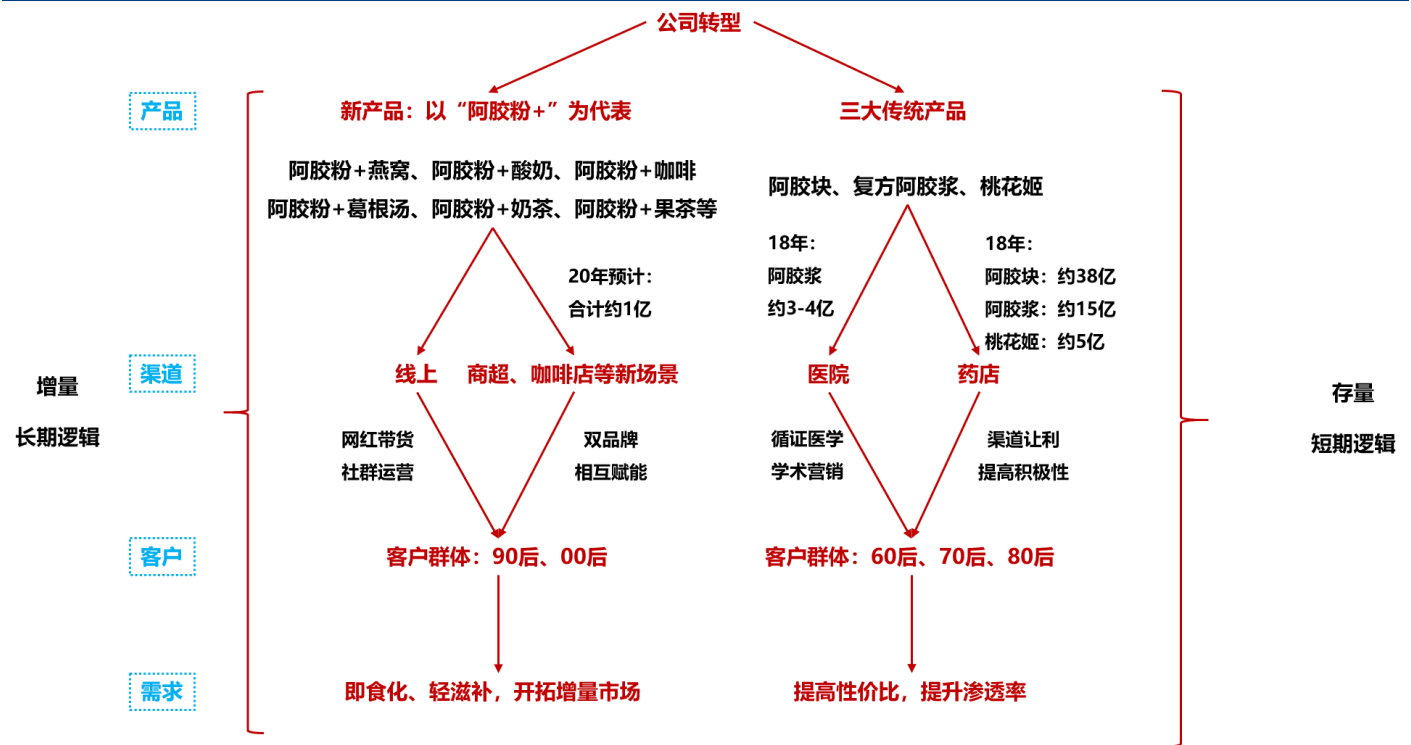 公司转型
产品
新产品：以“阿胶粉+”为代表
三大传统产品
阿胶粉+燕窝、阿胶粉+酸奶、阿胶粉+咖啡
阿胶粉+葛根汤、阿胶粉+奶茶、阿胶粉+果茶等
阿胶块、复方阿胶浆、桃花姬
20年预计：
合计约1亿
18年：
阿胶浆
约3-4亿
18年：
阿胶块：约38亿
阿胶浆：约15亿
桃花姬：约5亿
增量
长期逻辑
渠道
线上
商超、咖啡店等新场景
医院
药店
存量
短期逻辑
网红带货
社群运营
双品牌
相互赋能
循证医学
学术营销
渠道让利
提高积极性
客户
客户群体：90后、00后
客户群体：60后、70后、80后
需求
即食化、轻滋补，开拓增量市场
提高性价比，提升渗透率